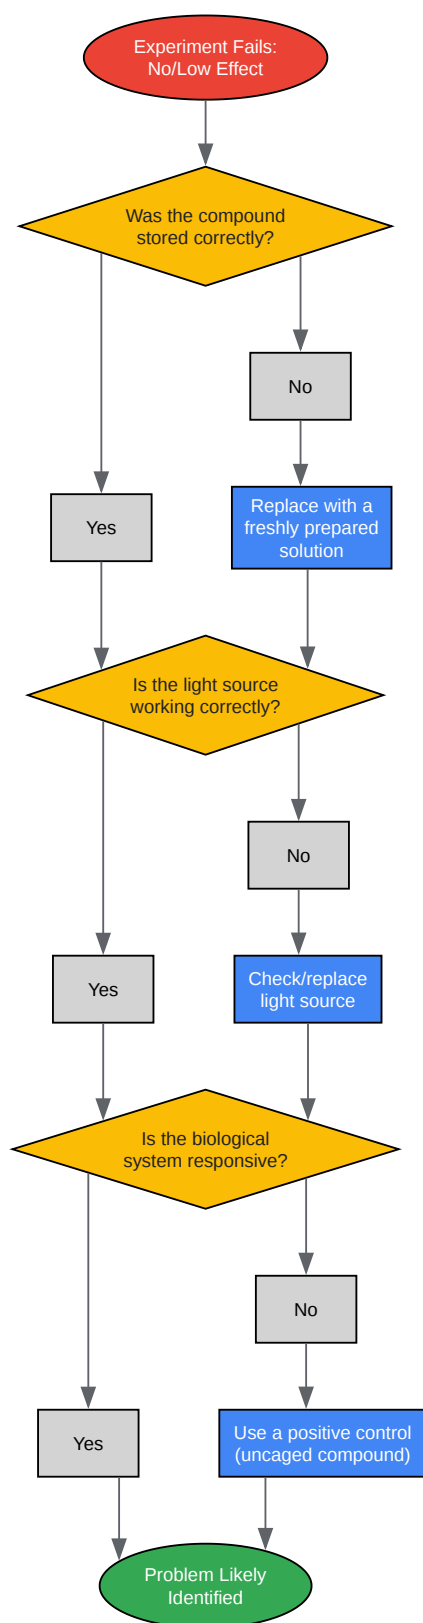 Experiment Fails:
No/Low Effect
Was the compound
stored correctly?
No
Yes
Replace with a
freshly prepared
solution
Is the light source
working correctly?
No
Yes
Check/replace
light source
Is the biological
system responsive?
No
Yes
Use a positive control
(uncaged compound)
Problem Likely
Identified